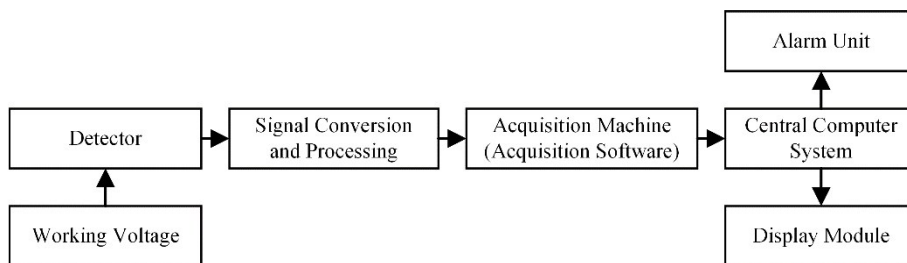 Alarm Unit
Detector
Signal Conversion
and Processing
Acquisition Machine
(Acquisition Software)
Central Computer
System
Working Voltage
Display Module